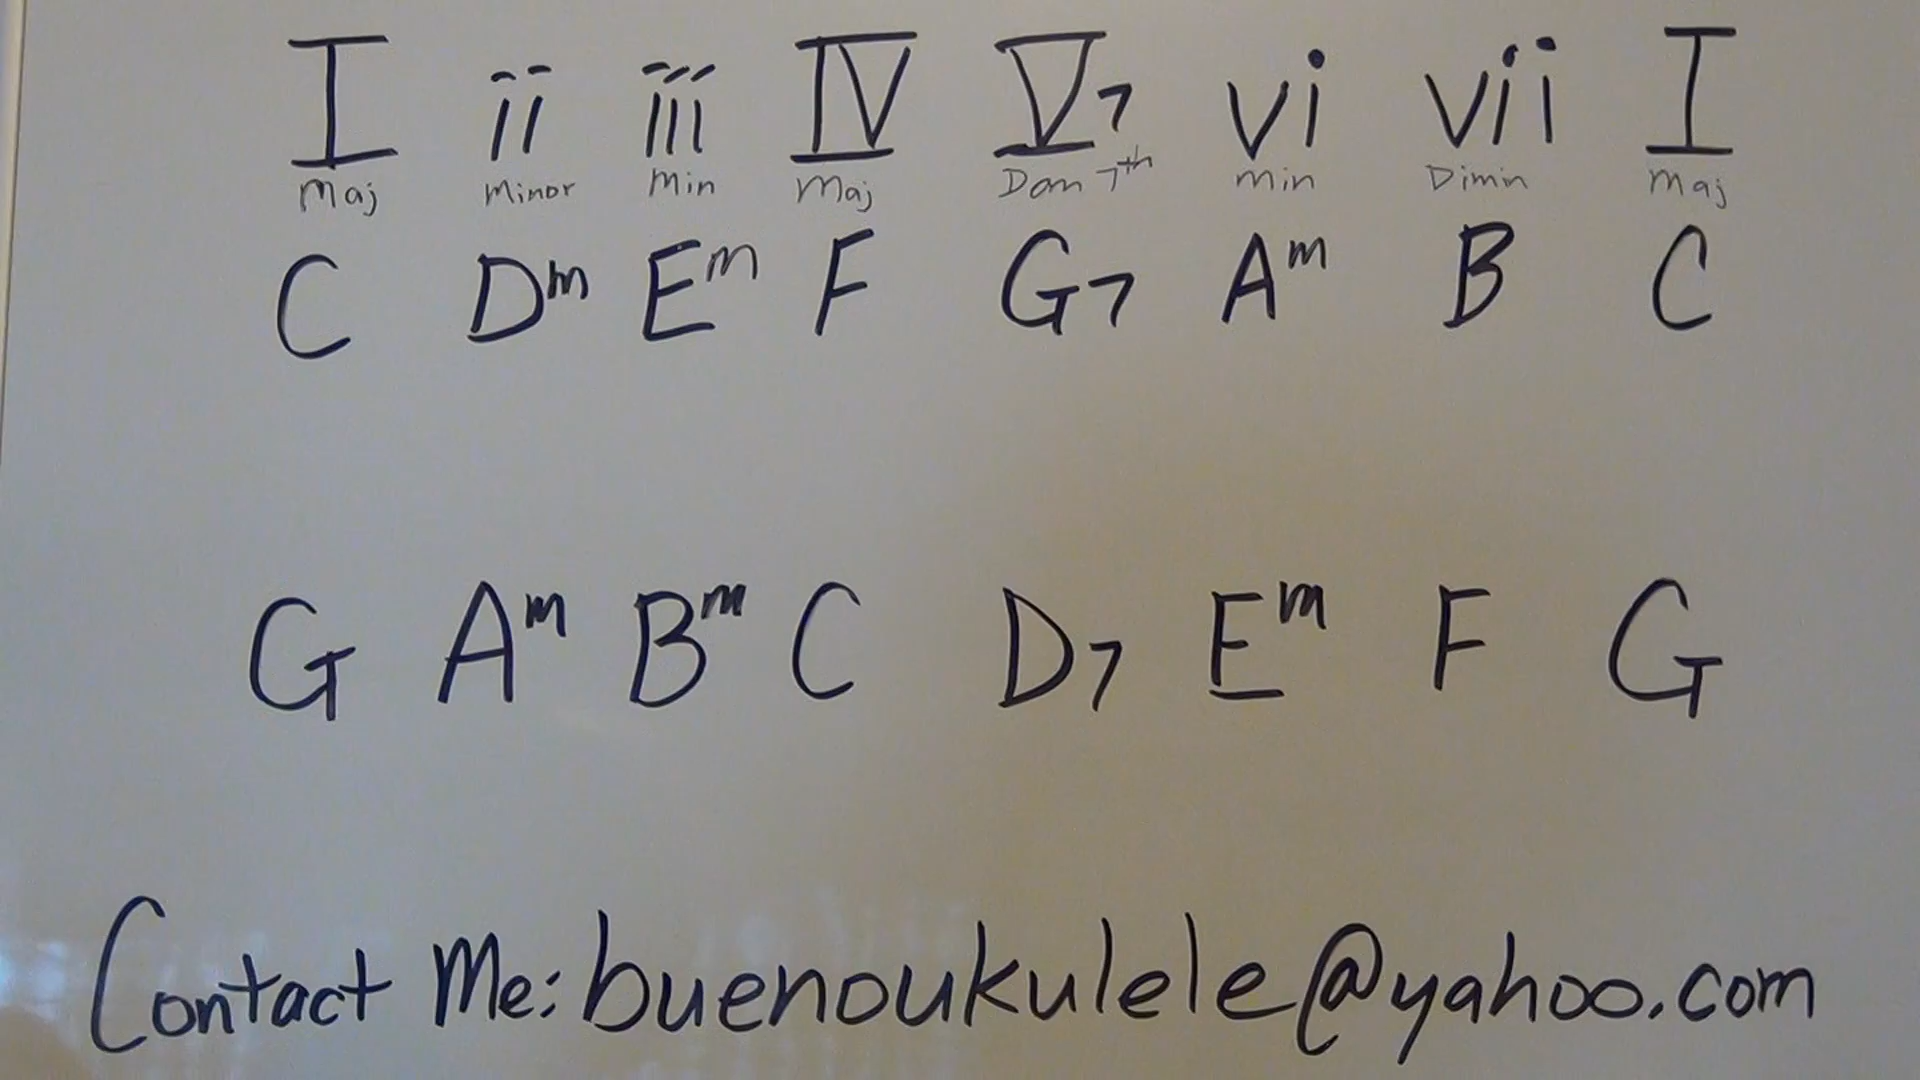 I ii iii IV V7 vi vii I
Maj Minor Min Maj Dom 7th Min Dimin Maj
C Dm Em F G7 Am B C
G Am Bm C D7 Em F G
Contact Me: buenoukulele@yahoo.com